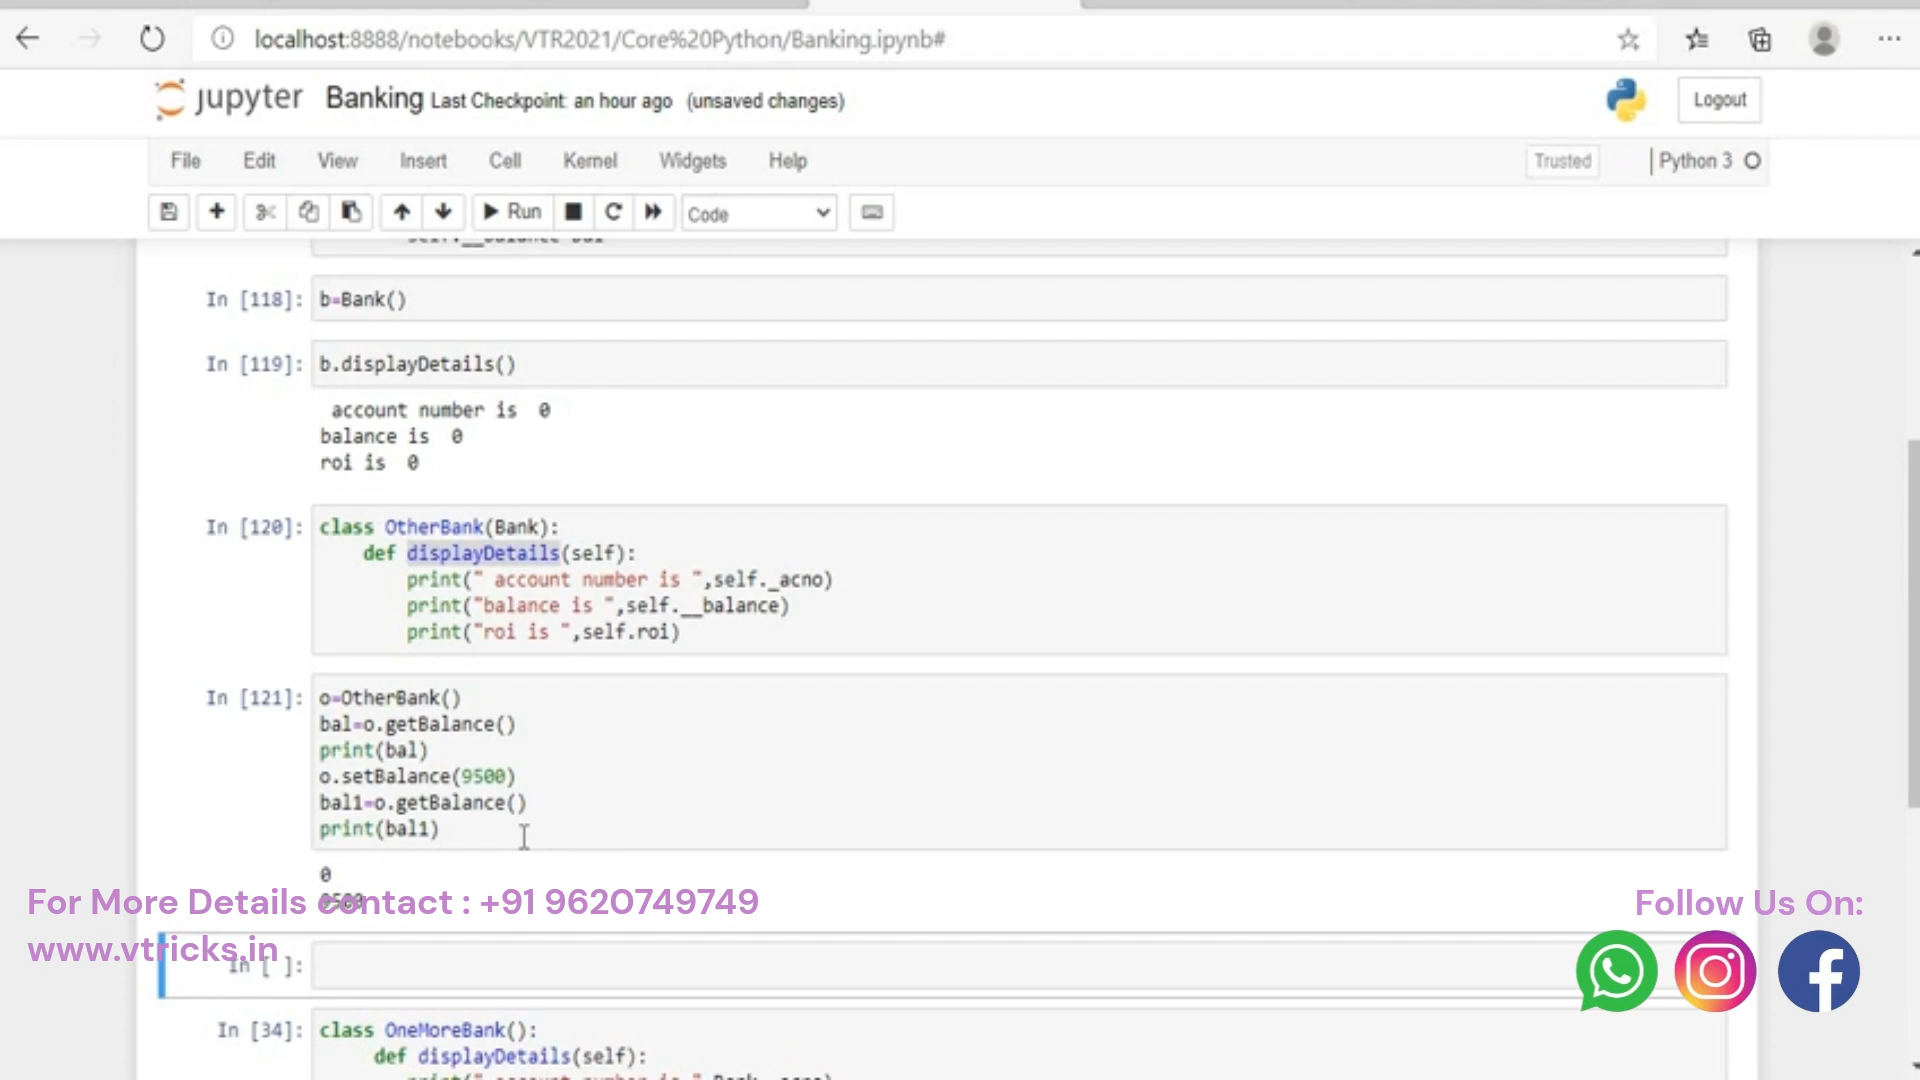 localhost:8888/notebooks/VTR2021/Core%20Python/Banking.ipynb#
jupyter Banking Last Checkpoint: an hour ago (unsaved changes)
Logout
File Edit View Insert Cell Kernel Widgets Help
Trusted
Python 3
Run
Code
In [118]: b=Bank()
In [119]: b.displayDetails()
account number is 0
balance is 0
roi is 0
In [120]: class OtherBank(Bank):
def displayDetails(self):
print(" account number is ",self._acno)
print("balance is ",self.__balance)
print("roi is ",self.roi)
In [121]: o=OtherBank()
bal=o.getBalance()
print(bal)
o.setBalance(9500)
bal1=o.getBalance()
print(bal1)
0
9500
For More Details contact : +91 9620749749
www.vtricks.in
Follow Us On:
In [ ]:
In [34]: class OneMoreBank():
def displayDetails(self):